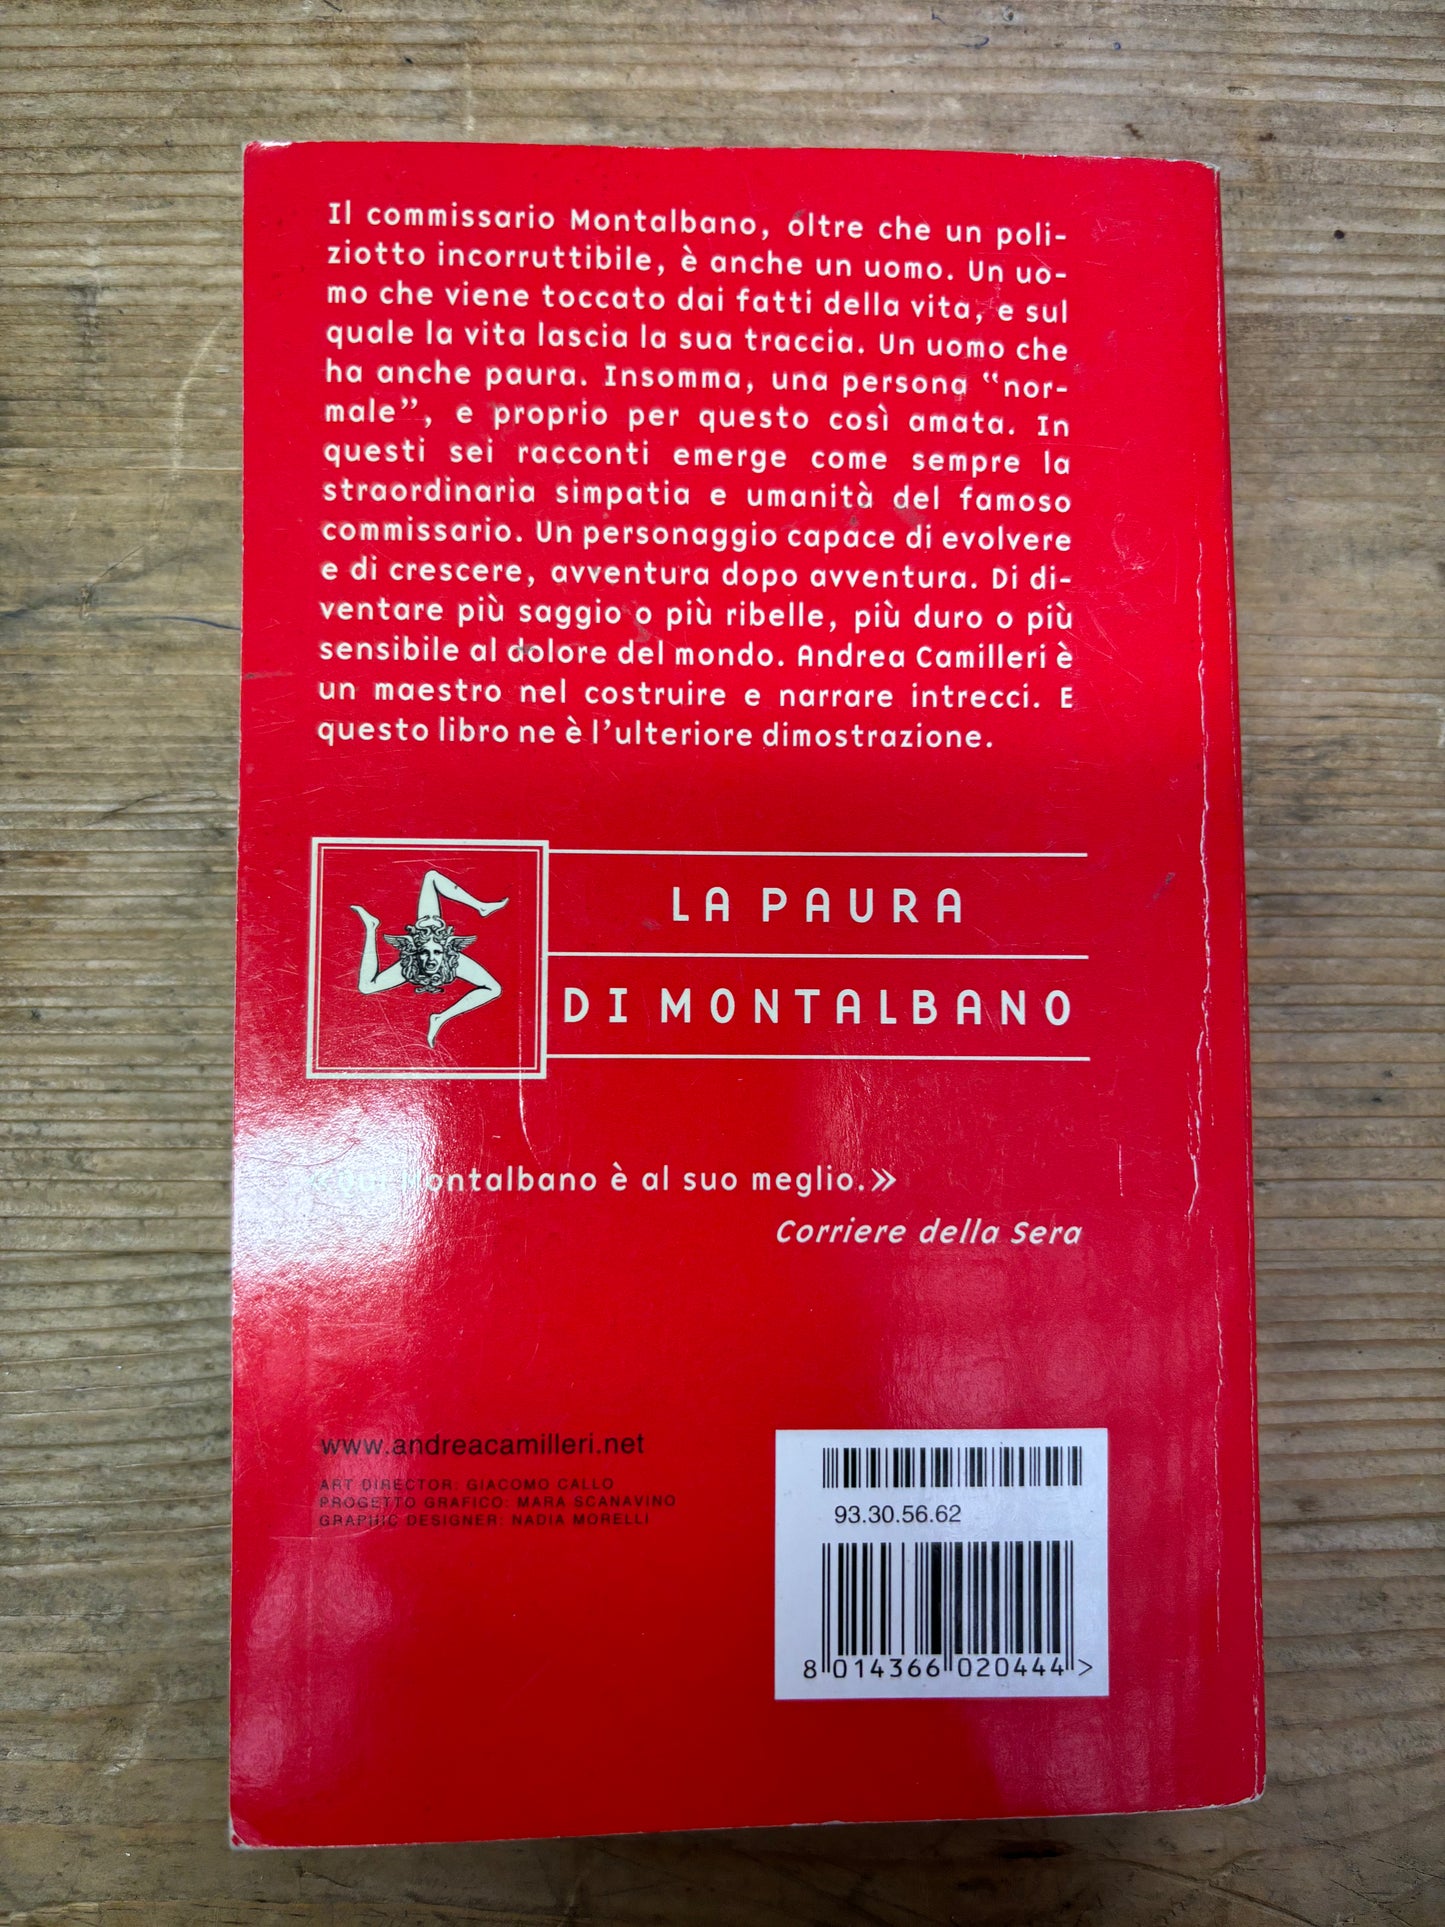 Il commissario Montalbano, oltre che un poli-
ziotto incorruttibile, è anche un uomo. Un uo-
mo che viene toccato dai fatti della vita, e sul
quale la vita lascia la sua traccia. Un uomo che
ha anche paura. Insomma, una persona “nor-
male”, e proprio per questo così amata. In
questi sei racconti emerge come sempre la
straordinaria simpatia e umanità del famoso
commissario. Un personaggio capace di evolvere
e di crescere, avventura dopo avventura. Di di-
ventare più saggio o più ribelle, più duro o più
sensibile al dolore del mondo. Andrea Camilleri è
un maestro nel costruire e narrare intrecci. E
questo libro ne è l’ulteriore dimostrazione.
LA PAURA
DI MONTALBANO
«Qui Montalbano è al suo meglio.»
Corriere della Sera
www.andreacamilleri.net
ART DIRECTOR: GIACOMO CALLO
PROGETTO GRAFICO: MARA SCANAVINO
GRAPHIC DESIGNER: NADIA MORELLI
93.30.56.62
8 014366 020444 >